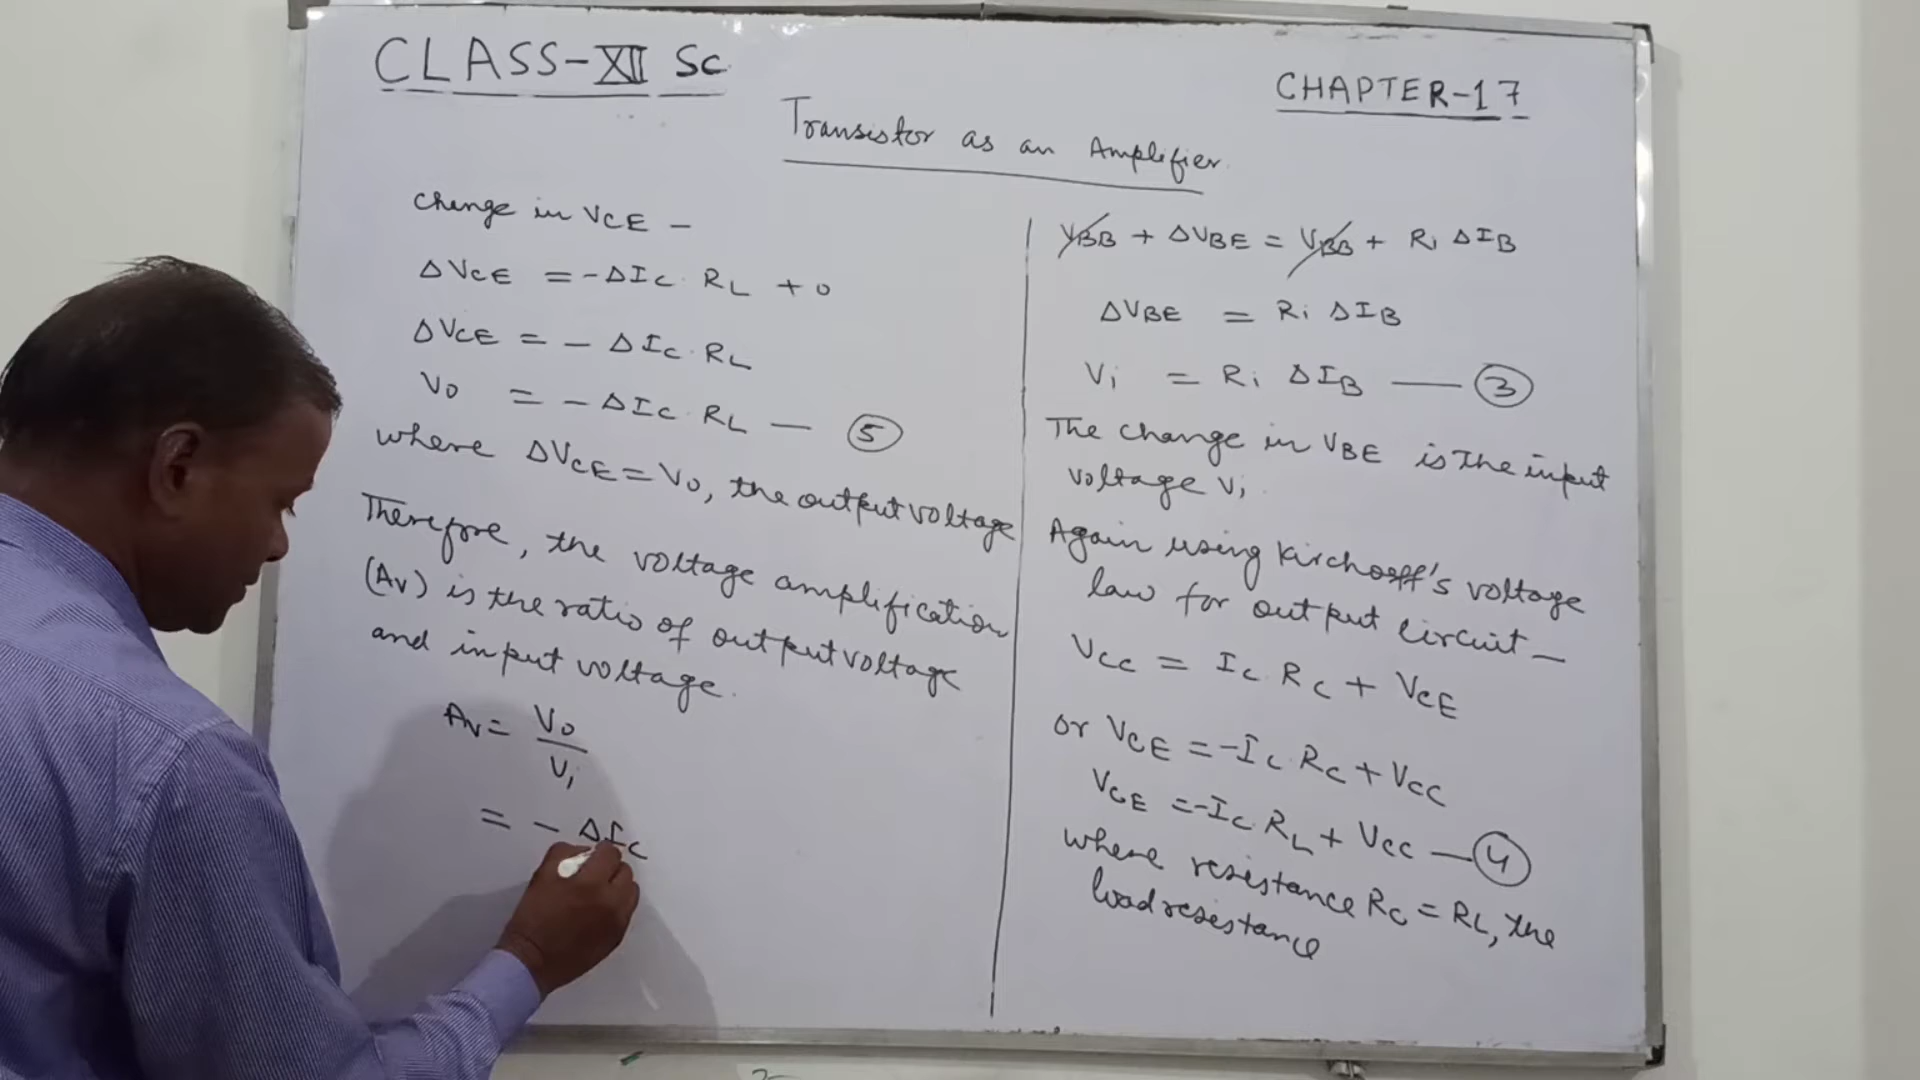 CLASS-XII Sc
CHAPTER-17
Transistor as an Amplifier.
Change in VCE -
ΔVCE = -ΔIC RL + 0
ΔVCE = - ΔIC RL
Vo = - ΔIC RL — 5
where ΔVCE = Vo, the output voltage
Therefore, the voltage amplification
(Av) is the ratio of output voltage
and input voltage.
Av = Vo
Vi
= - ΔIC
VBB + ΔVBE = VBB + Ri ΔIB
ΔVBE = Ri ΔIB
Vi = Ri ΔIB — 3
The change in VBE is the input
voltage Vi
Again using Kirchoff's voltage
law for output circuit -
VCC = IC RC + VCE
or VCE = -IC RC + VCC
VCE = -IC RL + VCC — 4
where resistance RC = RL, the
load resistance